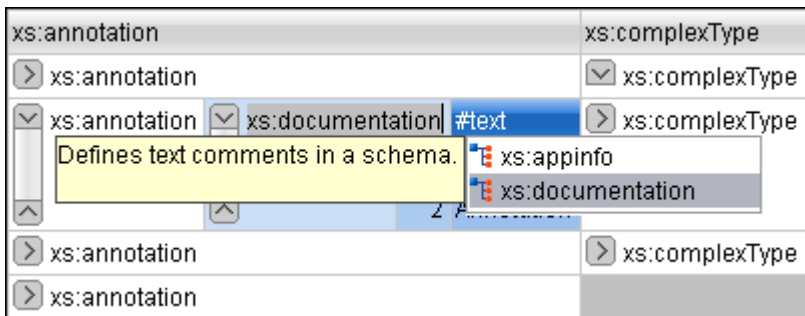 xs:annotation xs:complexType
xs:annotation xs:complexType
xs:annotation xs:documentation #text xs:complexType
Defines text comments in a schema. xs:appinfo
xs:documentation
2
xs:annotation xs:complexType
xs:annotation